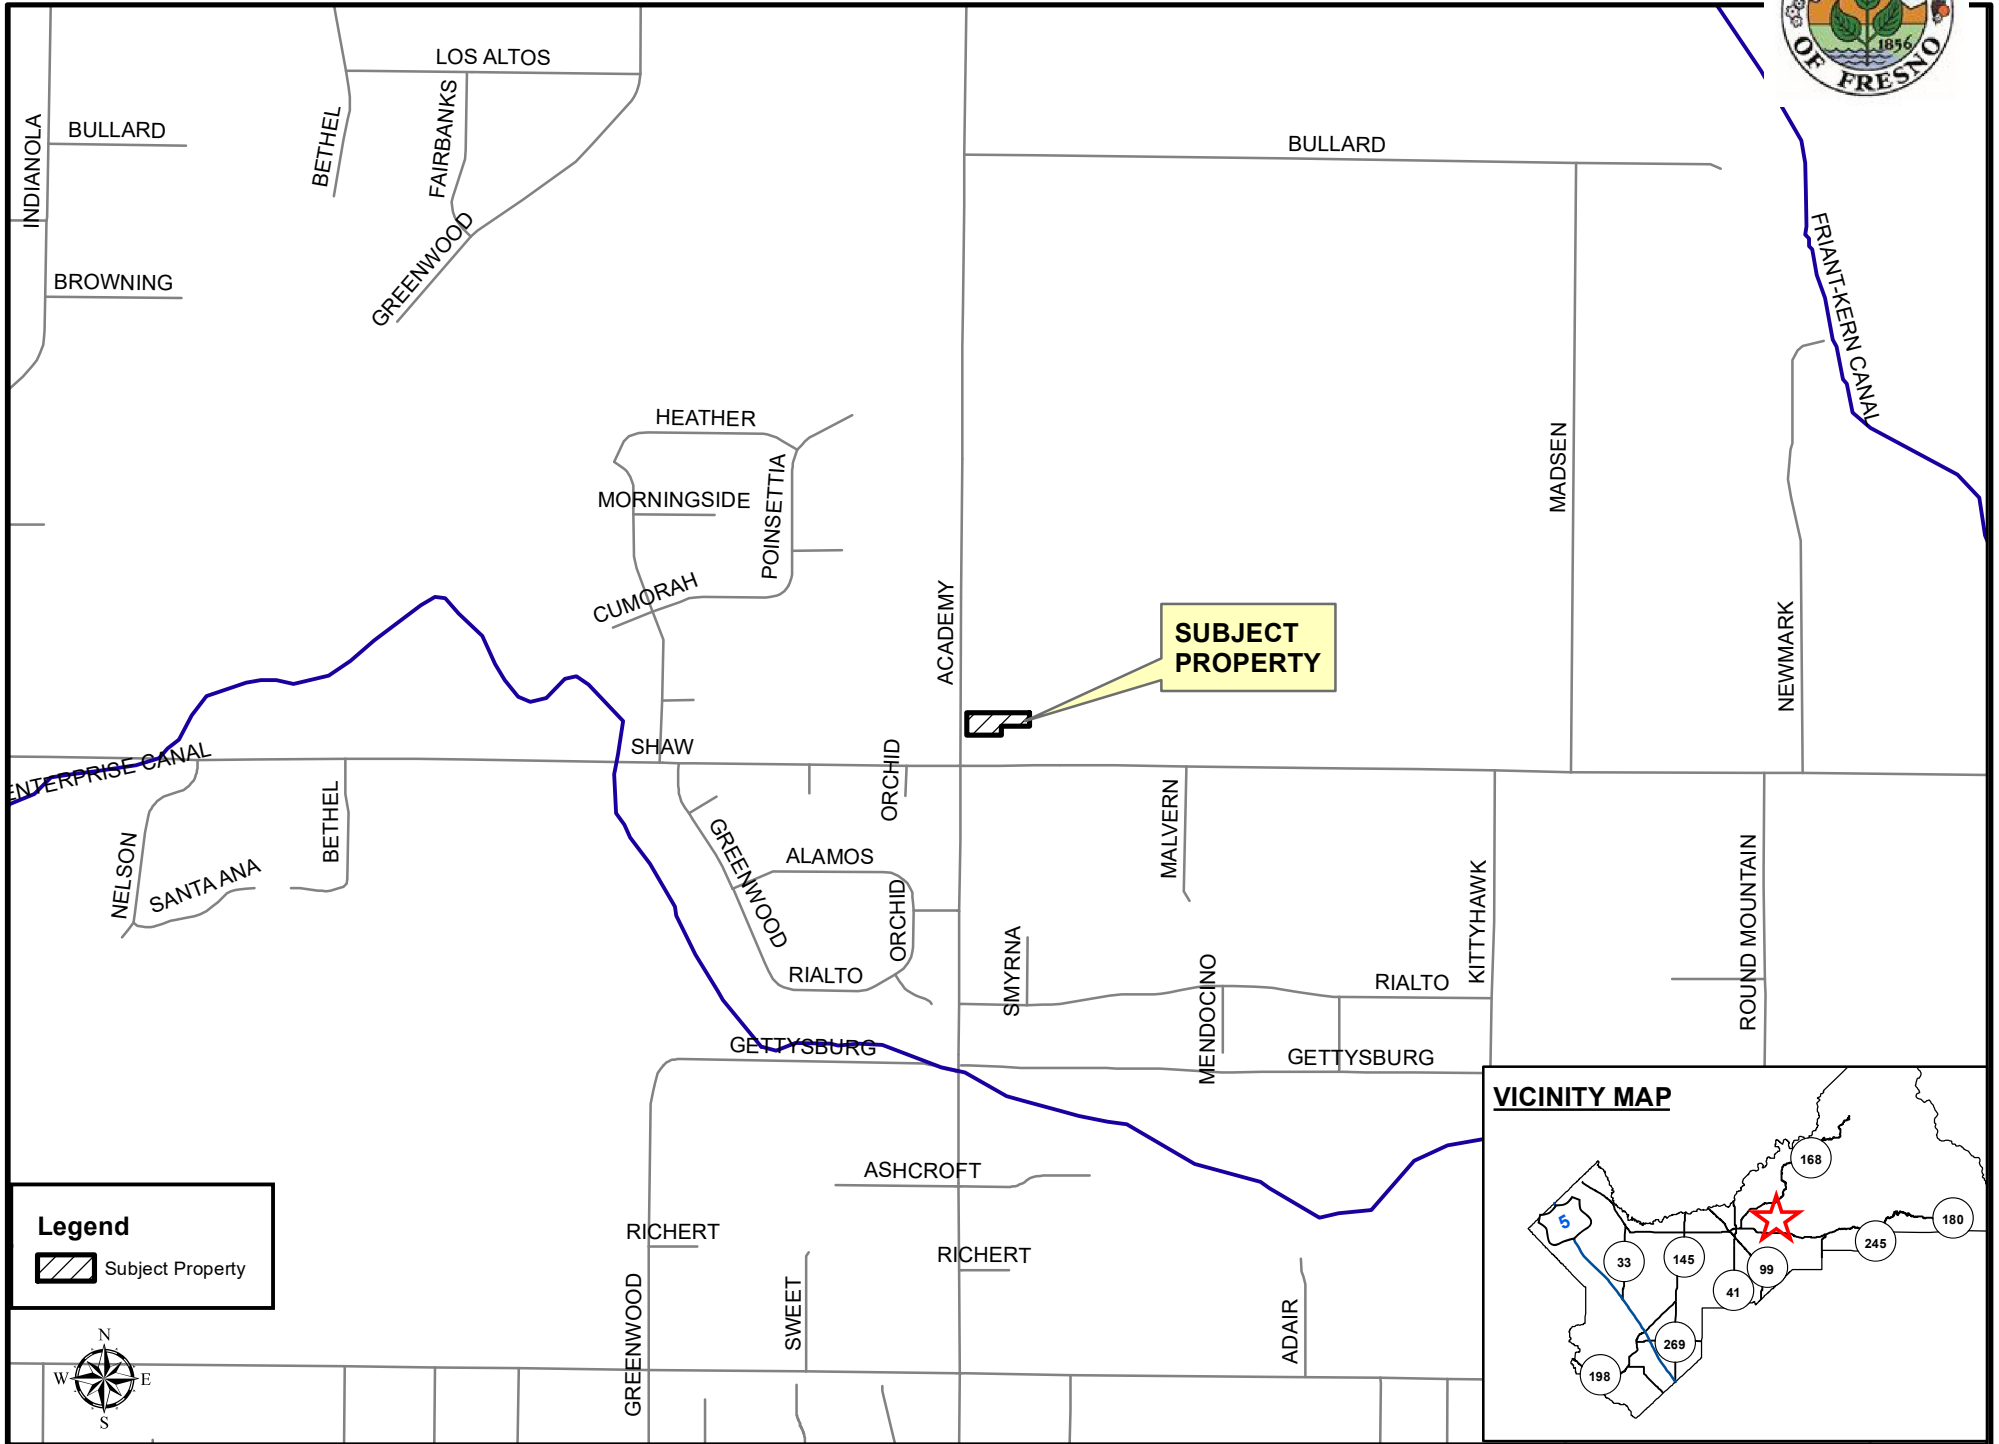 1856
OF FRESNO
LOS ALTOS
INDIANOLA
BULLARD
BETHEL
FAIRBANKS
BULLARD
GREENWOOD
BROWNING
FRIANT-KERN CANAL
HEATHER
MORNINGSIDE
POINSETTIA
MADSEN
CUMORAH
ACADEMY
SUBJECT
PROPERTY
NEWMARK
SHAW
ENTERPRISE CANAL
ORCHID
BETHEL
MALVERN
NELSON
SANTA ANA
GREENWOOD
ALAMOS
ORCHID
KITTYHAWK
ROUND MOUNTAIN
RIALTO
SMYRNA
MENDOCINO
RIALTO
GETTYSBURG
GETTYSBURG
VICINITY MAP
168
5
180
245
33
145
99
41
269
198
ASHCROFT
RICHERT
RICHERT
GREENWOOD
SWEET
ADAIR
Legend
Subject Property
N
W
E
S